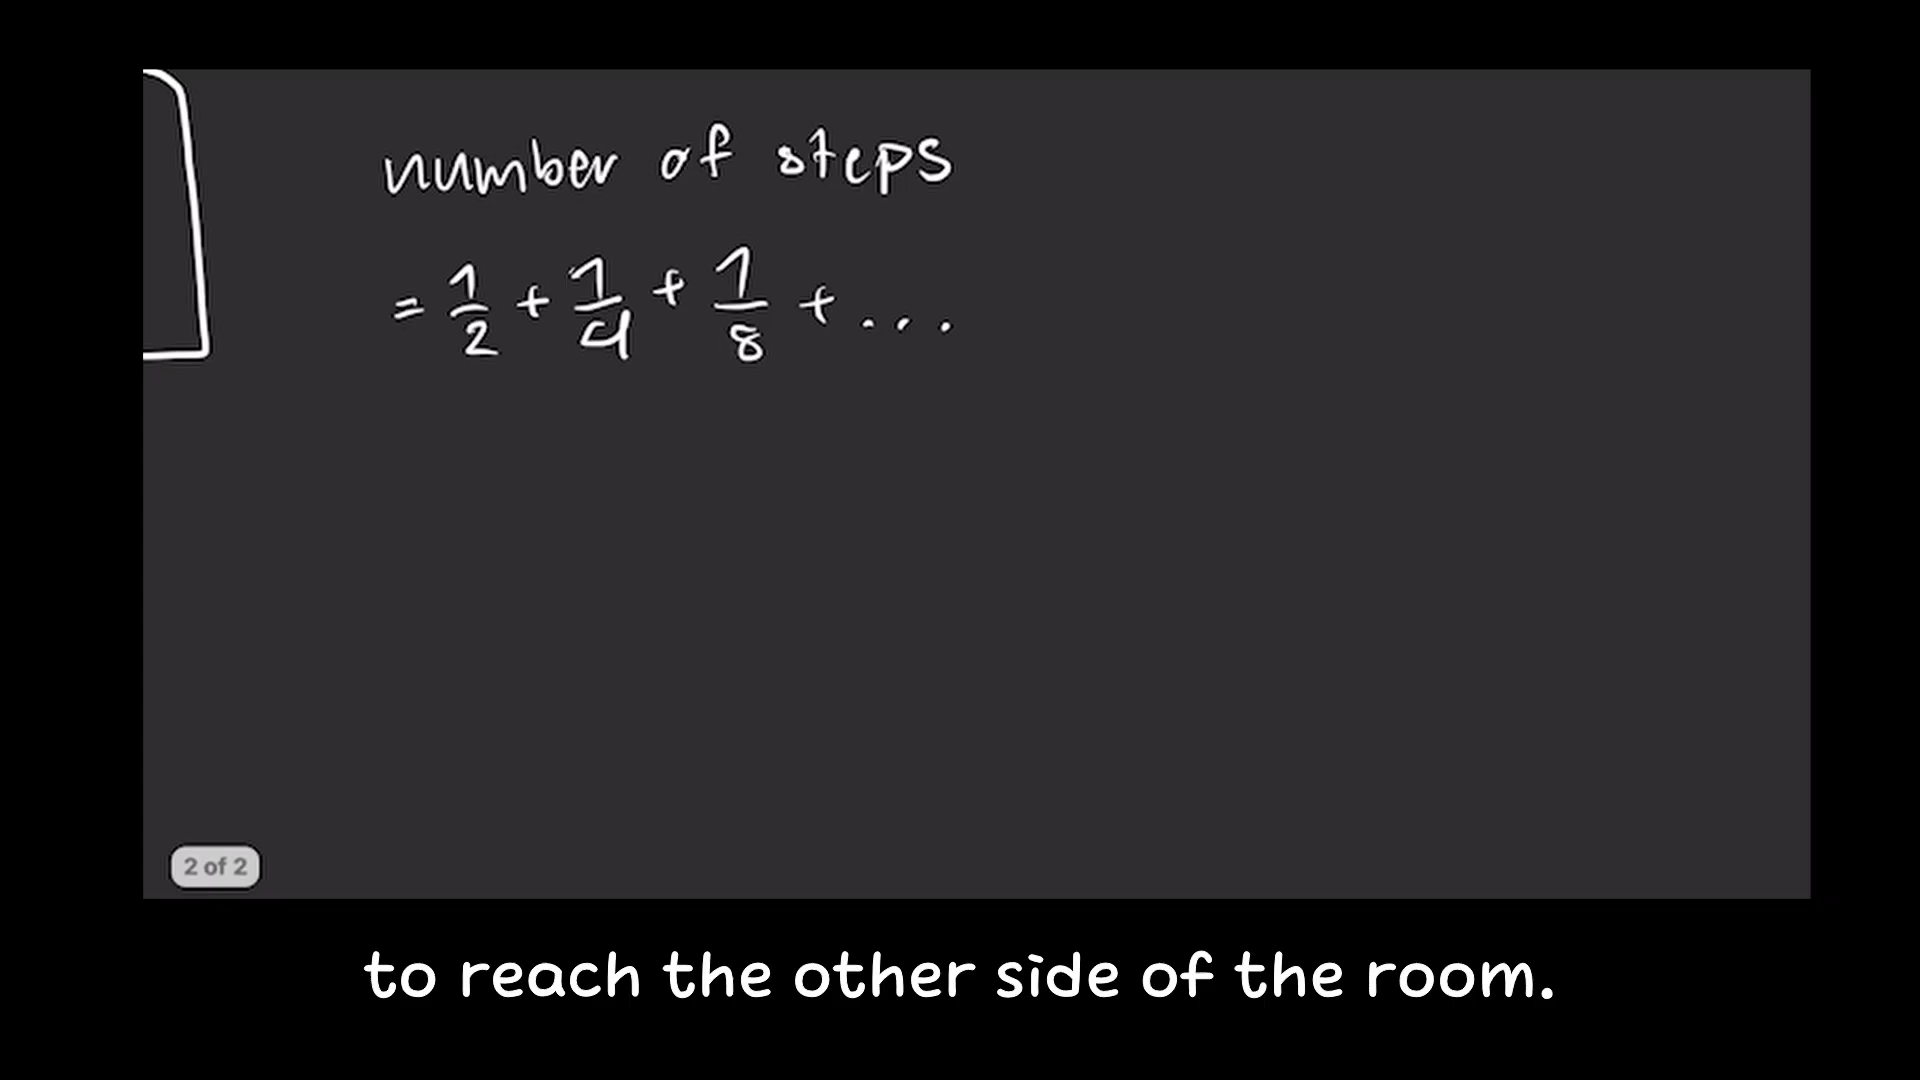 number of steps
= 1/2 + 1/4 + 1/8 + ...
2 of 2
to reach the other side of the room.